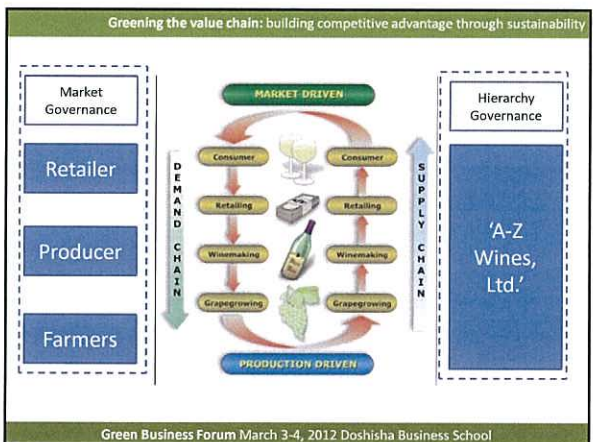 Greening the value chain: building competitive advantage through sustainability
Market
Governance
Retailer
Producer
Farmers
MARKET DRIVEN
DEMAND CHAIN
Consumer
Retailing
Winemaking
Grapegrowing
Consumer
Retailing
Winemaking
Grapegrowing
SUPPLY CHAIN
PRODUCTION DRIVEN
Hierarchy
Governance
'A-Z
Wines,
Ltd.'
Green Business Forum March 3-4, 2012 Doshisha Business School